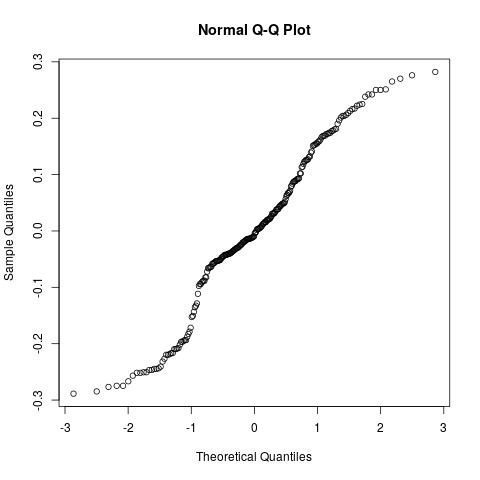 Normal Q-Q Plot
Sample Quantiles
0.3
0.2
0.1
0.0
-0.1
-0.2
-0.3
-3 -2 -1 0 1 2 3
Theoretical Quantiles